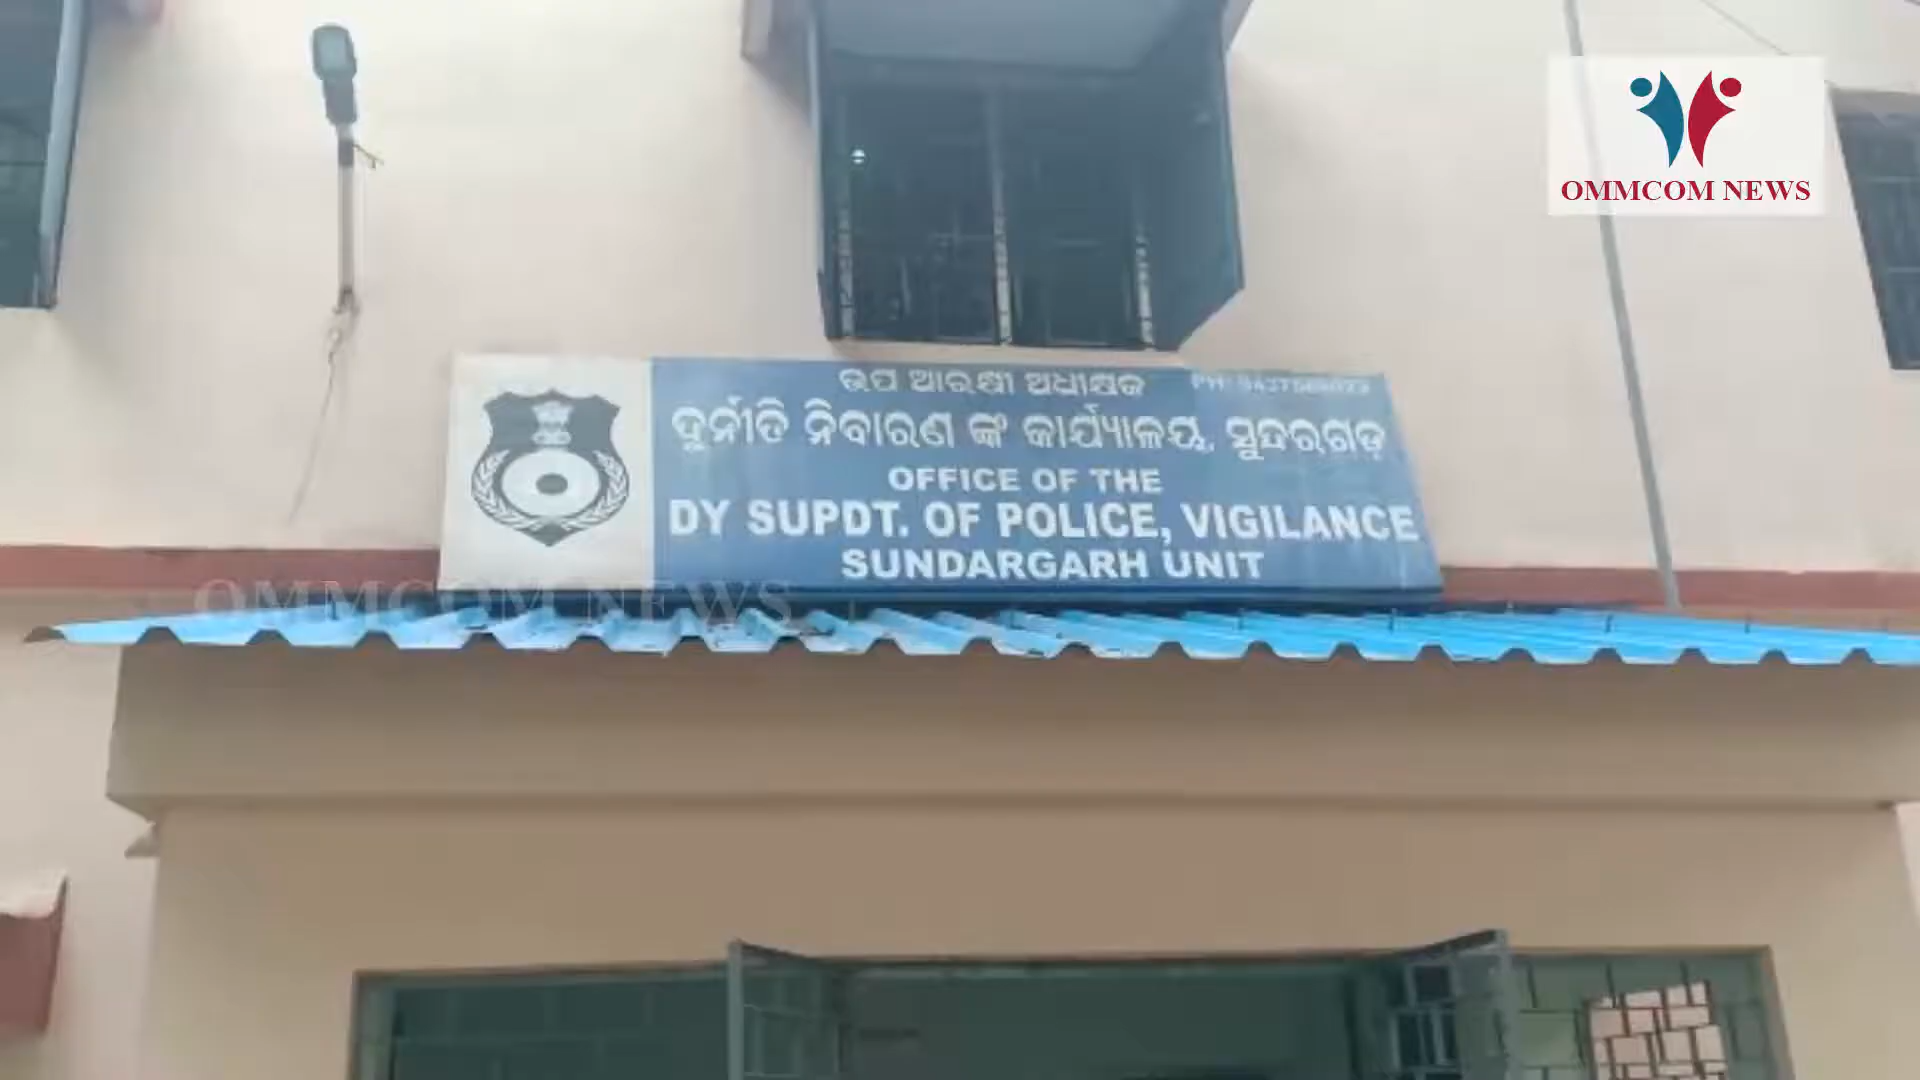 OMMCOM NEWS
ଉପ ଆରକ୍ଷୀ ଅଧୀକ୍ଷକ PH:
ଦୁର୍ନୀତି ନିବାରଣ ଙ୍କ କାର୍ଯ୍ୟାଳୟ, ସୁନ୍ଦରଗଡ଼
OFFICE OF THE
DY SUPDT. OF POLICE, VIGILANCE
SUNDARGARH UNIT
OMMCOM NEWS